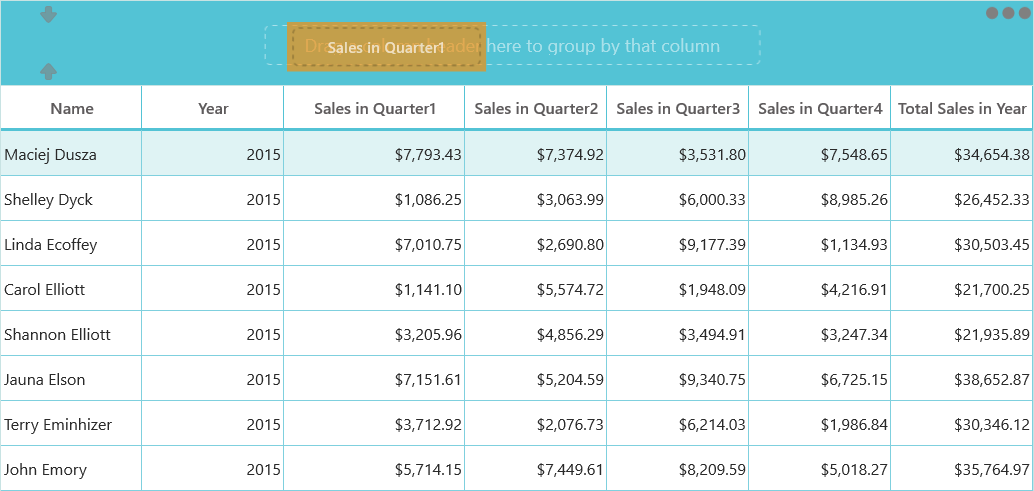 Sales in Quarter1
here to group by that column
Name Year Sales in Quarter1 Sales in Quarter2 Sales in Quarter3 Sales in Quarter4 Total Sales in Year
Maciej Dusza 2015 $7,793.43 $7,374.92 $3,531.80 $7,548.65 $34,654.38
Shelley Dyck 2015 $1,086.25 $3,063.99 $6,000.33 $8,985.26 $26,452.33
Linda Ecoffey 2015 $7,010.75 $2,690.80 $9,177.39 $1,134.93 $30,503.45
Carol Elliott 2015 $1,141.10 $5,574.72 $1,948.09 $4,216.91 $21,700.25
Shannon Elliott 2015 $3,205.96 $4,856.29 $3,494.91 $3,247.34 $21,935.89
Jauna Elson 2015 $7,151.61 $5,204.59 $9,340.75 $6,725.15 $38,652.87
Terry Eminhizer 2015 $3,712.92 $2,076.73 $6,214.03 $1,986.84 $30,346.12
John Emory 2015 $5,714.15 $7,449.61 $8,209.59 $5,018.27 $35,764.97